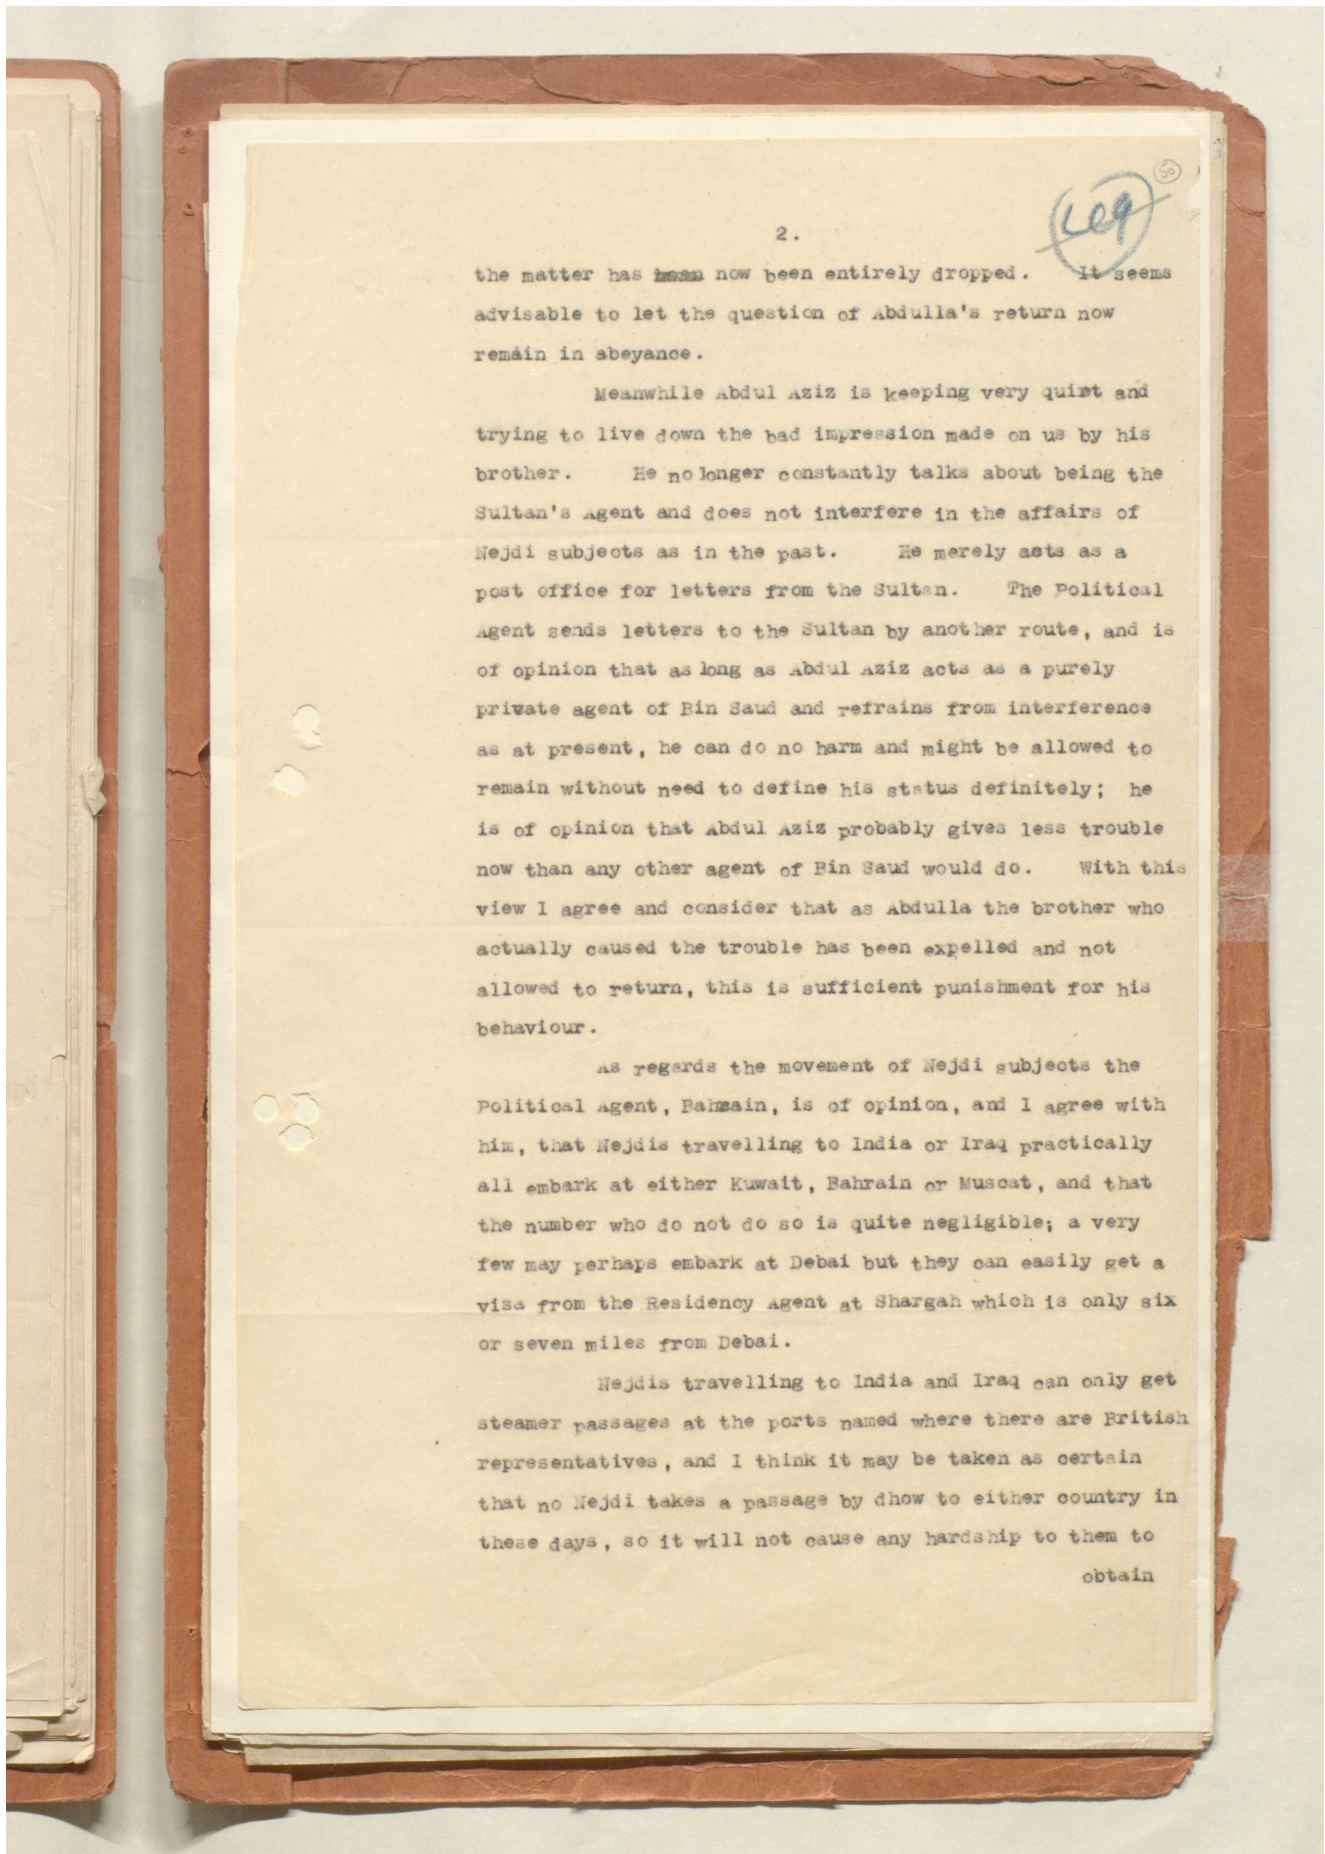 50
2.
the matter has been now been entirely dropped. It seems
advisable to let the question of Abdulla's return now
remain in abeyance.
Meanwhile Abdul Aziz is keeping very quiet and
trying to live down the bad impression made on us by his
brother. He no longer constantly talks about being the
Sultan's Agent and does not interfere in the affairs of
Nejdi subjects as in the past. He merely acts as a
post office for letters from the Sultan. The Political
Agent sends letters to the Sultan by another route, and is
of opinion that as long as Abdul Aziz acts as a purely
private agent of Bin Saud and refrains from interference
as at present, he can do no harm and might be allowed to
remain without need to define his status definitely; he
is of opinion that Abdul Aziz probably gives less trouble
now than any other agent of Bin Saud would do. With this
view I agree and consider that as Abdulla the brother who
actually caused the trouble has been expelled and not
allowed to return, this is sufficient punishment for his
behaviour.
As regards the movement of Nejdi subjects the
Political Agent, Bahrain, is of opinion, and I agree with
him, that Nejdis travelling to India or Iraq practically
all embark at either Kuwait, Bahrain or Muscat, and that
the number who do not do so is quite negligible; a very
few may perhaps embark at Debai but they can easily get a
visa from the Residency Agent at Shargah which is only six
or seven miles from Debai.
Nejdis travelling to India and Iraq can only get
steamer passages at the ports named where there are British
representatives, and I think it may be taken as certain
that no Nejdi takes a passage by dhow to either country in
these days, so it will not cause any hardship to them to
obtain